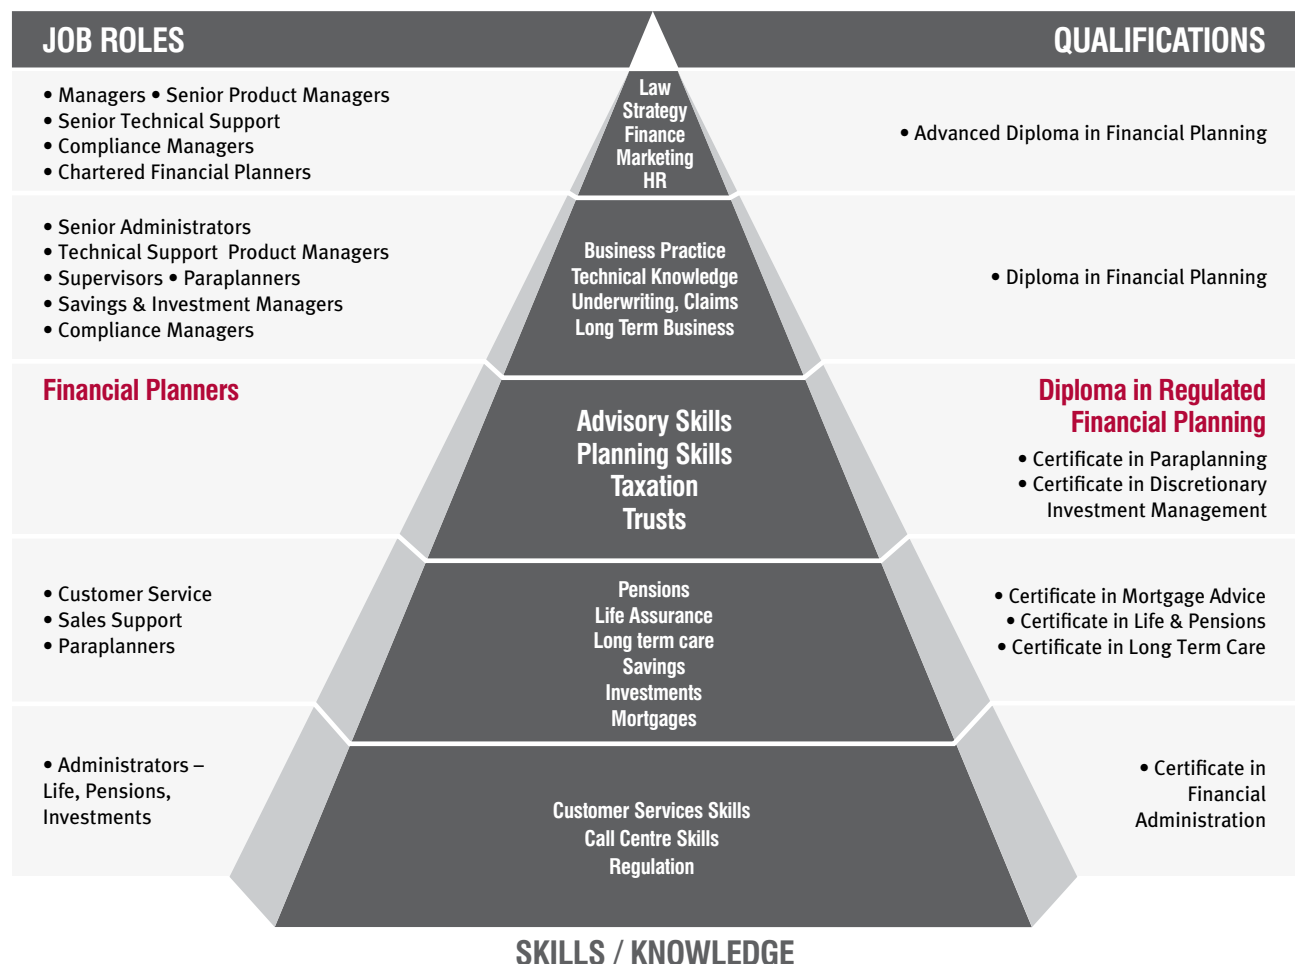 JOB ROLES
QUALIFICATIONS
• Managers • Senior Product Managers
• Senior Technical Support
• Compliance Managers
• Chartered Financial Planners
Law
Strategy
Finance
Marketing
HR
• Advanced Diploma in Financial Planning
• Senior Administrators
• Technical Support  Product Managers
• Supervisors • Paraplanners
• Savings & Investment Managers
• Compliance Managers
Business Practice
Technical Knowledge
Underwriting, Claims
Long Term Business
• Diploma in Financial Planning
Financial Planners
Advisory Skills
Planning Skills
Taxation
Trusts
Diploma in Regulated
Financial Planning
• Certificate in Paraplanning
• Certificate in Discretionary
Investment Management
• Customer Service
• Sales Support
• Paraplanners
Pensions
Life Assurance
Long term care
Savings
Investments
Mortgages
• Certificate in Mortgage Advice
• Certificate in Life & Pensions
• Certificate in Long Term Care
• Administrators –
Life, Pensions,
Investments
Customer Services Skills
Call Centre Skills
Regulation
• Certificate in
Financial
Administration
SKILLS / KNOWLEDGE